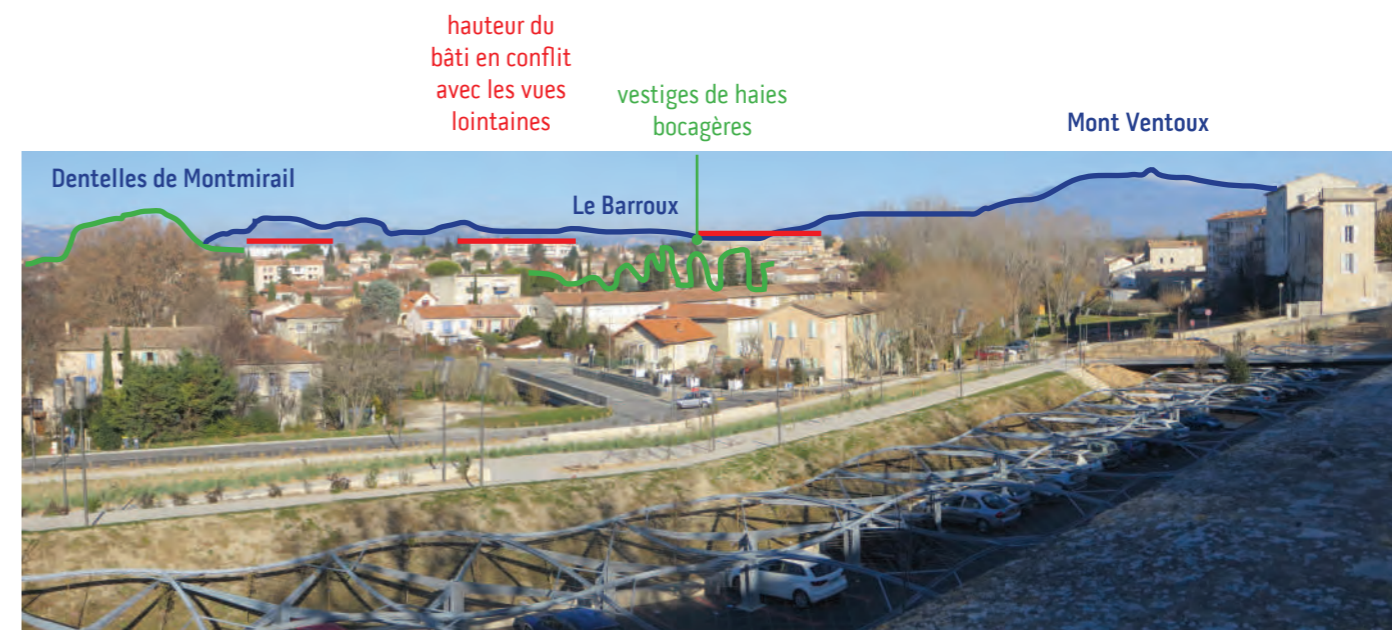 hauteur du
bâti en conflit
avec les vues
lointaines
vestiges de haies
bocagères
Mont Ventoux
Dentelles de Montmirail
Le Barroux